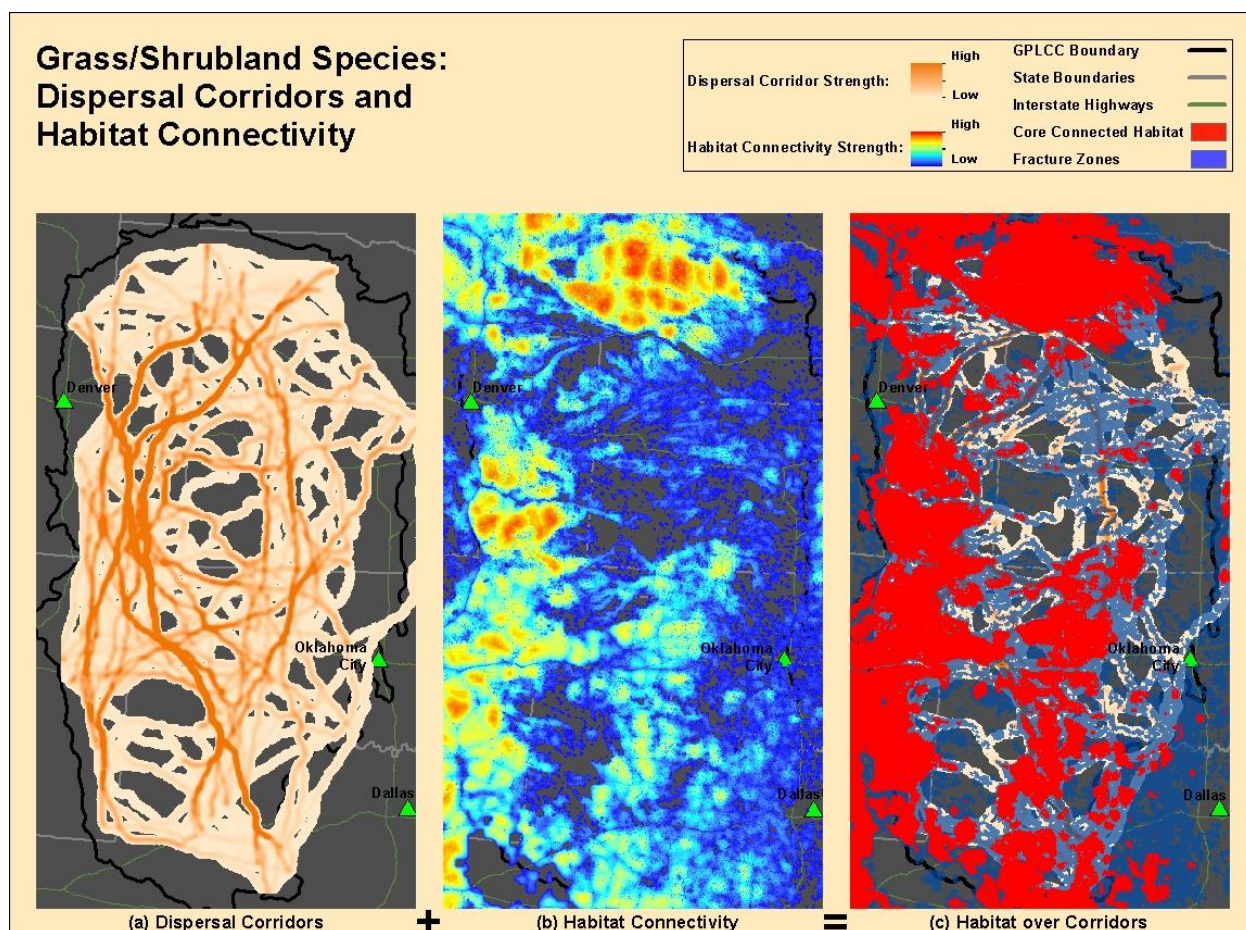 Grass/Shrubland Species:
Dispersal Corridors and
Habitat Connectivity
Dispersal Corridor Strength:
High
Low
Habitat Connectivity Strength:
High
Low
GPLCC Boundary
State Boundaries
Interstate Highways
Core Connected Habitat
Fracture Zones
Denver
Oklahoma
City
Dallas
Denver
Oklahoma
City
Dallas
Denver
Oklahoma
City
Dallas
(a) Dispersal Corridors + (b) Habitat Connectivity = (c) Habitat over Corridors